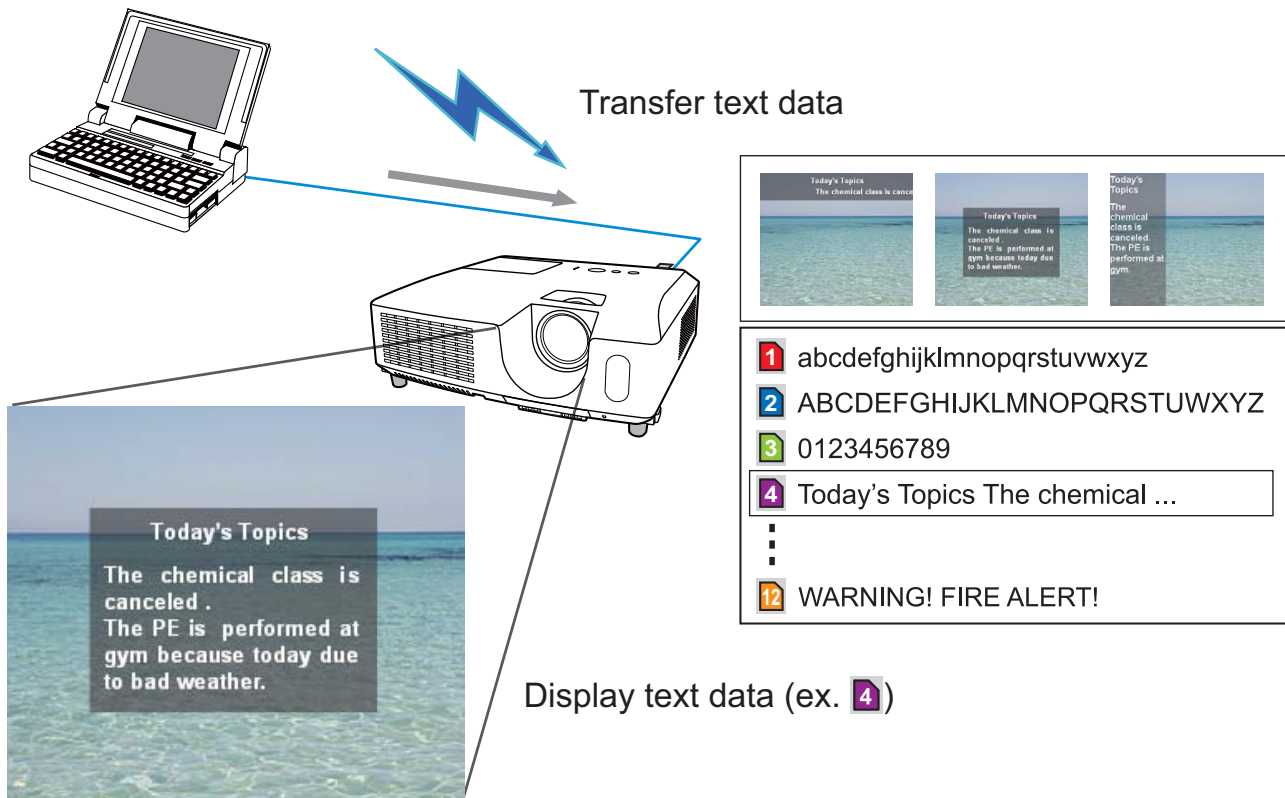 Transfer text data
Today's Topics
The chemical class is cance
Today's Topics
The chemical class is
canceled .
The PE is performed at
gym because today due
to bad weather.
Today's
Topics
The
chemical
class is
canceled.
The PE is
performed at
gym.
1 abcdefghijklmnopqrstuvwxyz
2 ABCDEFGHIJKLMNOPQRSTUWXYZ
3 0123456789
4 Today’s Topics The chemical ...
12 WARNING! FIRE ALERT!
Today's Topics
The chemical class is
canceled .
The PE is performed at
gym because today due
to bad weather.
Display text data (ex. 4)